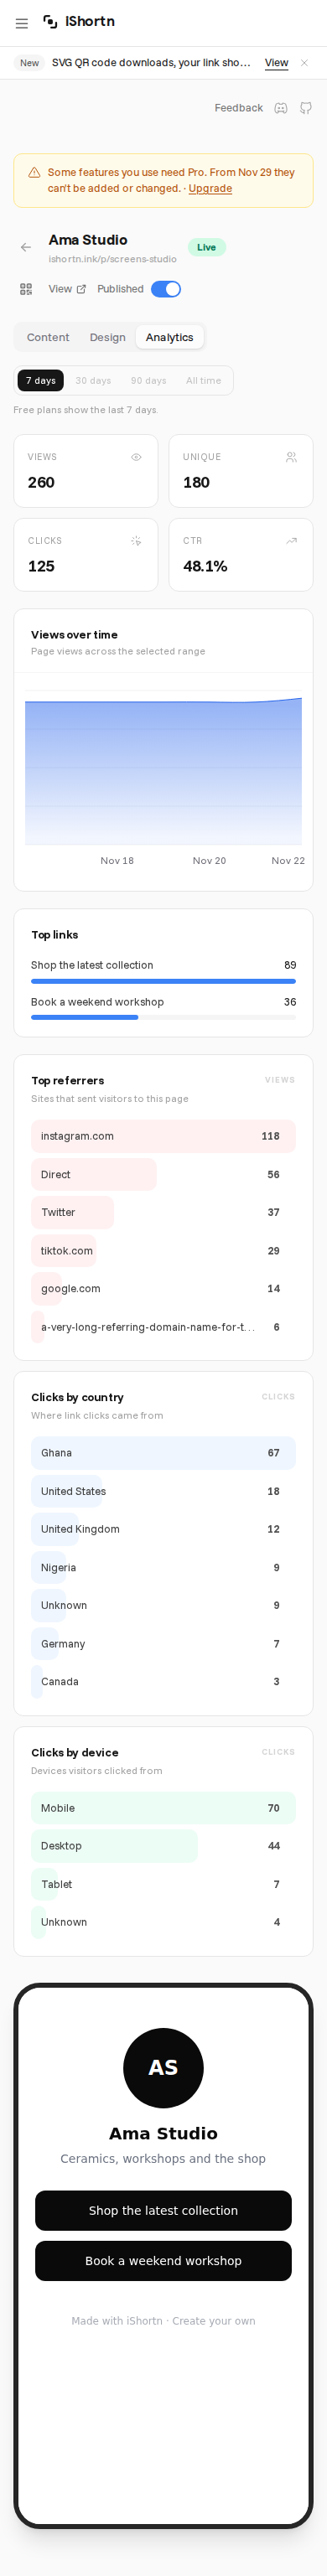 iShortn
New
SVG QR code downloads, your link sho...
View
Feedback
Some features you use need Pro. From Nov 29 they
can't be added or changed. · Upgrade
Ama Studio
Live
ishortn.ink/p/screens-studio
View
Published
Content
Design
Analytics
7 days
30 days
90 days
All time
Free plans show the last 7 days.
VIEWS
260
UNIQUE
180
CLICKS
125
CTR
48.1%
Views over time
Page views across the selected range
Nov 18
Nov 20
Nov 22
Top links
Shop the latest collection 89
Book a weekend workshop 36
Top referrers
VIEWS
Sites that sent visitors to this page
instagram.com 118
Direct 56
Twitter 37
tiktok.com 29
google.com 14
a-very-long-referring-domain-name-for-t... 6
Clicks by country
CLICKS
Where link clicks came from
Ghana 67
United States 18
United Kingdom 12
Nigeria 9
Unknown 9
Germany 7
Canada 3
Clicks by device
CLICKS
Devices visitors clicked from
Mobile 70
Desktop 44
Tablet 7
Unknown 4
AS
Ama Studio
Ceramics, workshops and the shop
Shop the latest collection
Book a weekend workshop
Made with iShortn · Create your own